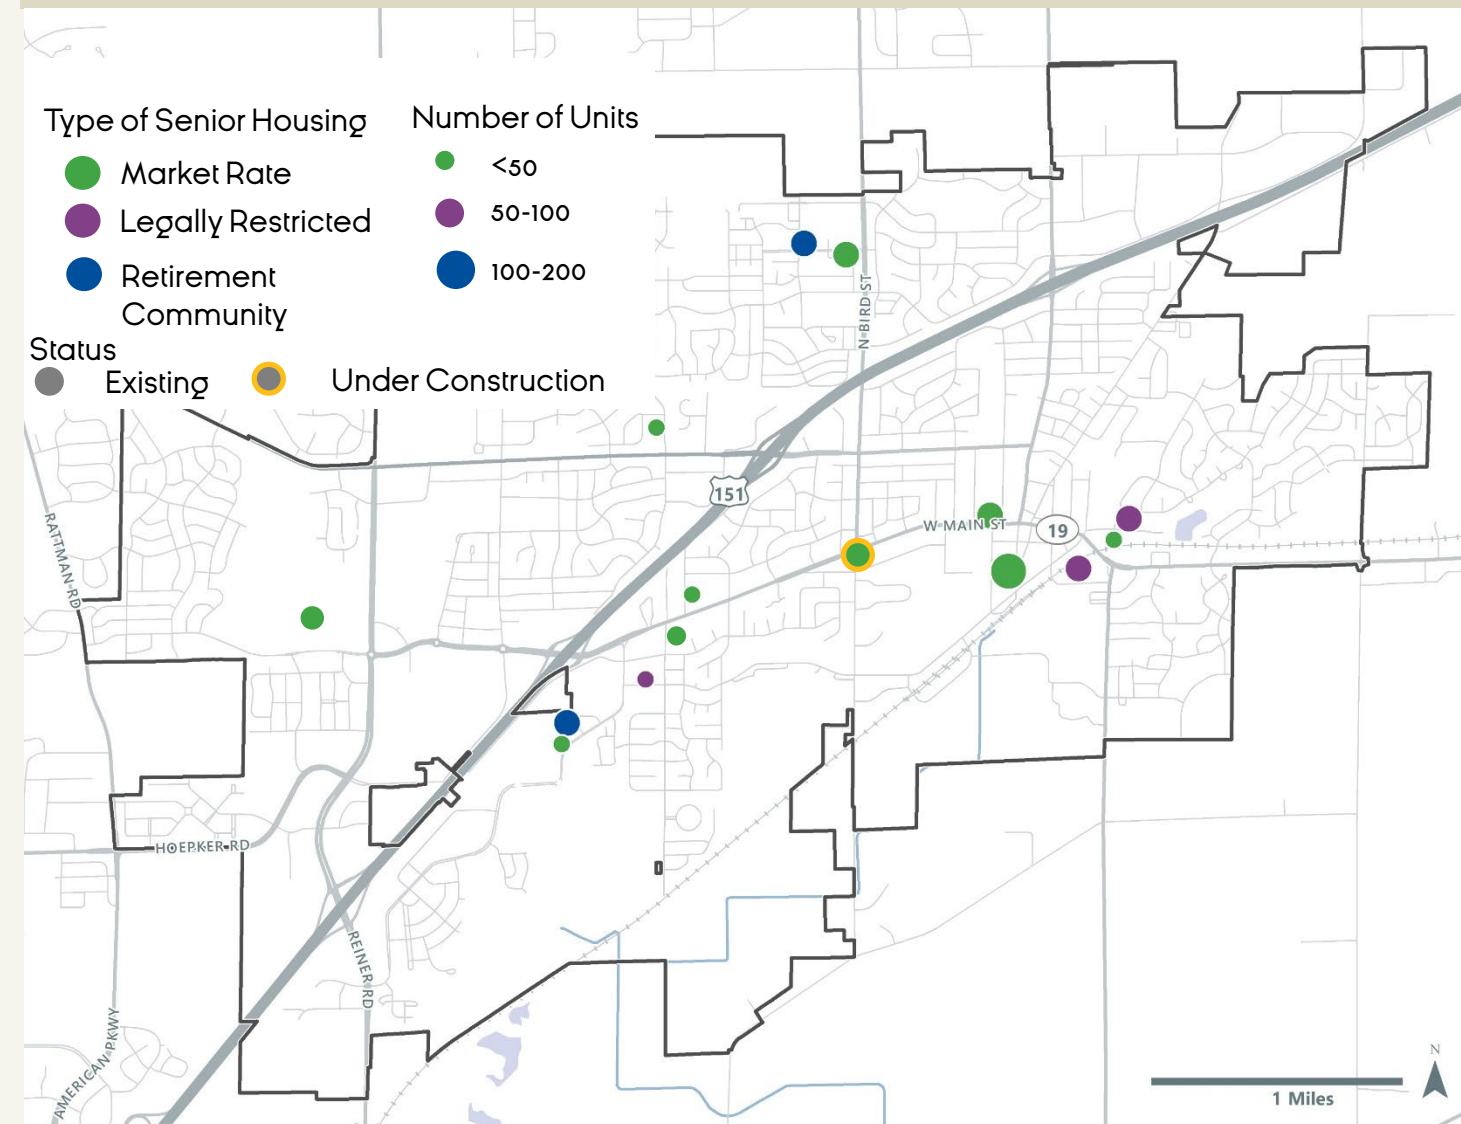 Type of Senior Housing
Market Rate
Legally Restricted
Retirement
Community
Number of Units
<50
50-100
100-200
Status
Existing
Under Construction
N BIRD ST
151
W MAIN ST
19
RATTMAN RD
HOEPKER RD
REINER RD
AMERICAN PKWY
N
1 Miles